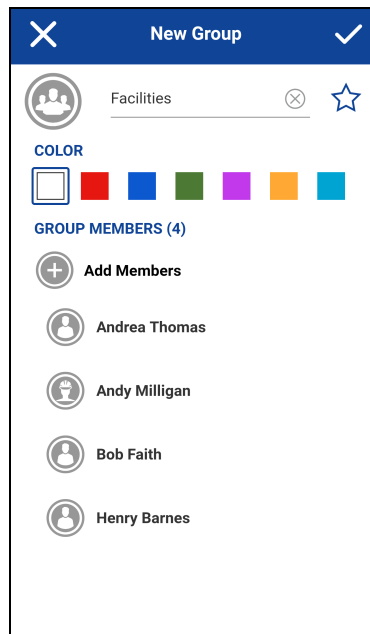 New Group
Facilities
COLOR
GROUP MEMBERS (4)
Add Members
Andrea Thomas
Andy Milligan
Bob Faith
Henry Barnes